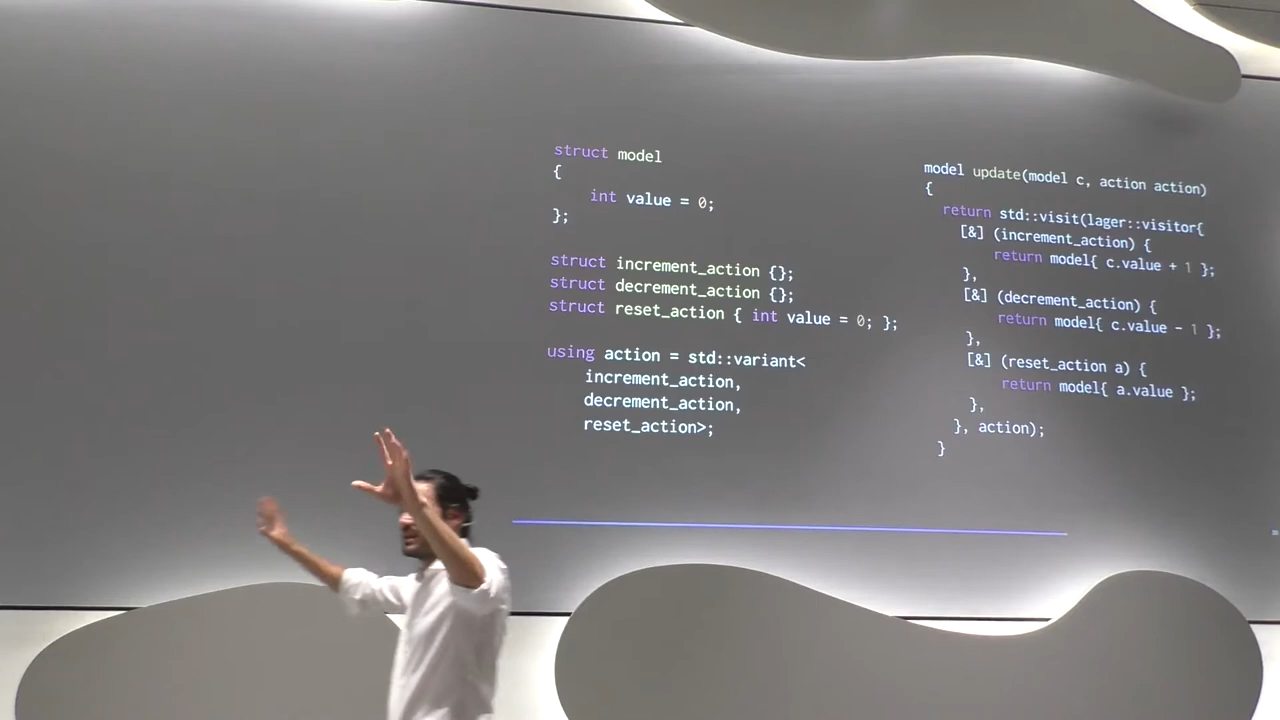 struct model
{
    int value = 0;
};
struct increment_action {};
struct decrement_action {};
struct reset_action { int value = 0; };
using action = std::variant<
    increment_action,
    decrement_action,
    reset_action>;
model update(model c, action action)
{
  return std::visit(lager::visitor{
    [&] (increment_action) {
        return model{ c.value + 1 };
    },
    [&] (decrement_action) {
        return model{ c.value - 1 };
    },
    [&] (reset_action a) {
        return model{ a.value };
    },
  }, action);
}